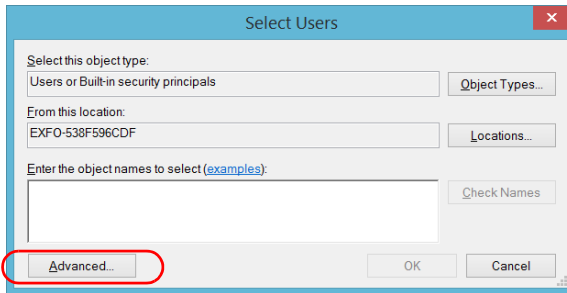 Select Users
Select this object type:
Users or Built-in security principals
Object Types...
From this location:
EXFO-538F596CDF
Locations...
Enter the object names to select (examples):
Check Names
Advanced...
OK
Cancel